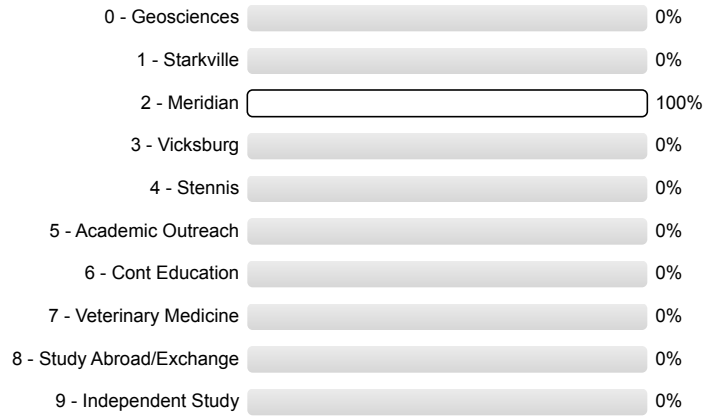 0 - Geosciences 0%
1 - Starkville 0%
2 - Meridian 100%
3 - Vicksburg 0%
4 - Stennis 0%
5 - Academic Outreach 0%
6 - Cont Education 0%
7 - Veterinary Medicine 0%
8 - Study Abroad/Exchange 0%
9 - Independent Study 0%